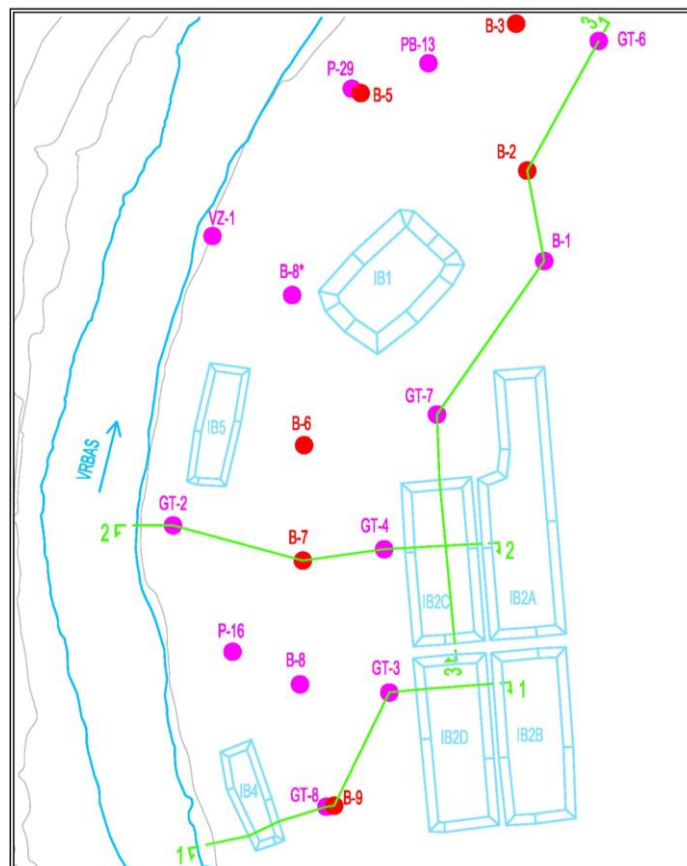 B-3
3
GT-6
PB-13
P-29
B-5
B-2
VZ-1
B-1
B-8*
IB1
GT-7
IB5
B-6
VRBAS
GT-2
2
B-7
GT-4
2
IB2C
IB2A
P-16
B-8
3
GT-3
1
IB2D
IB2B
IB4
GT-8
B-9
1